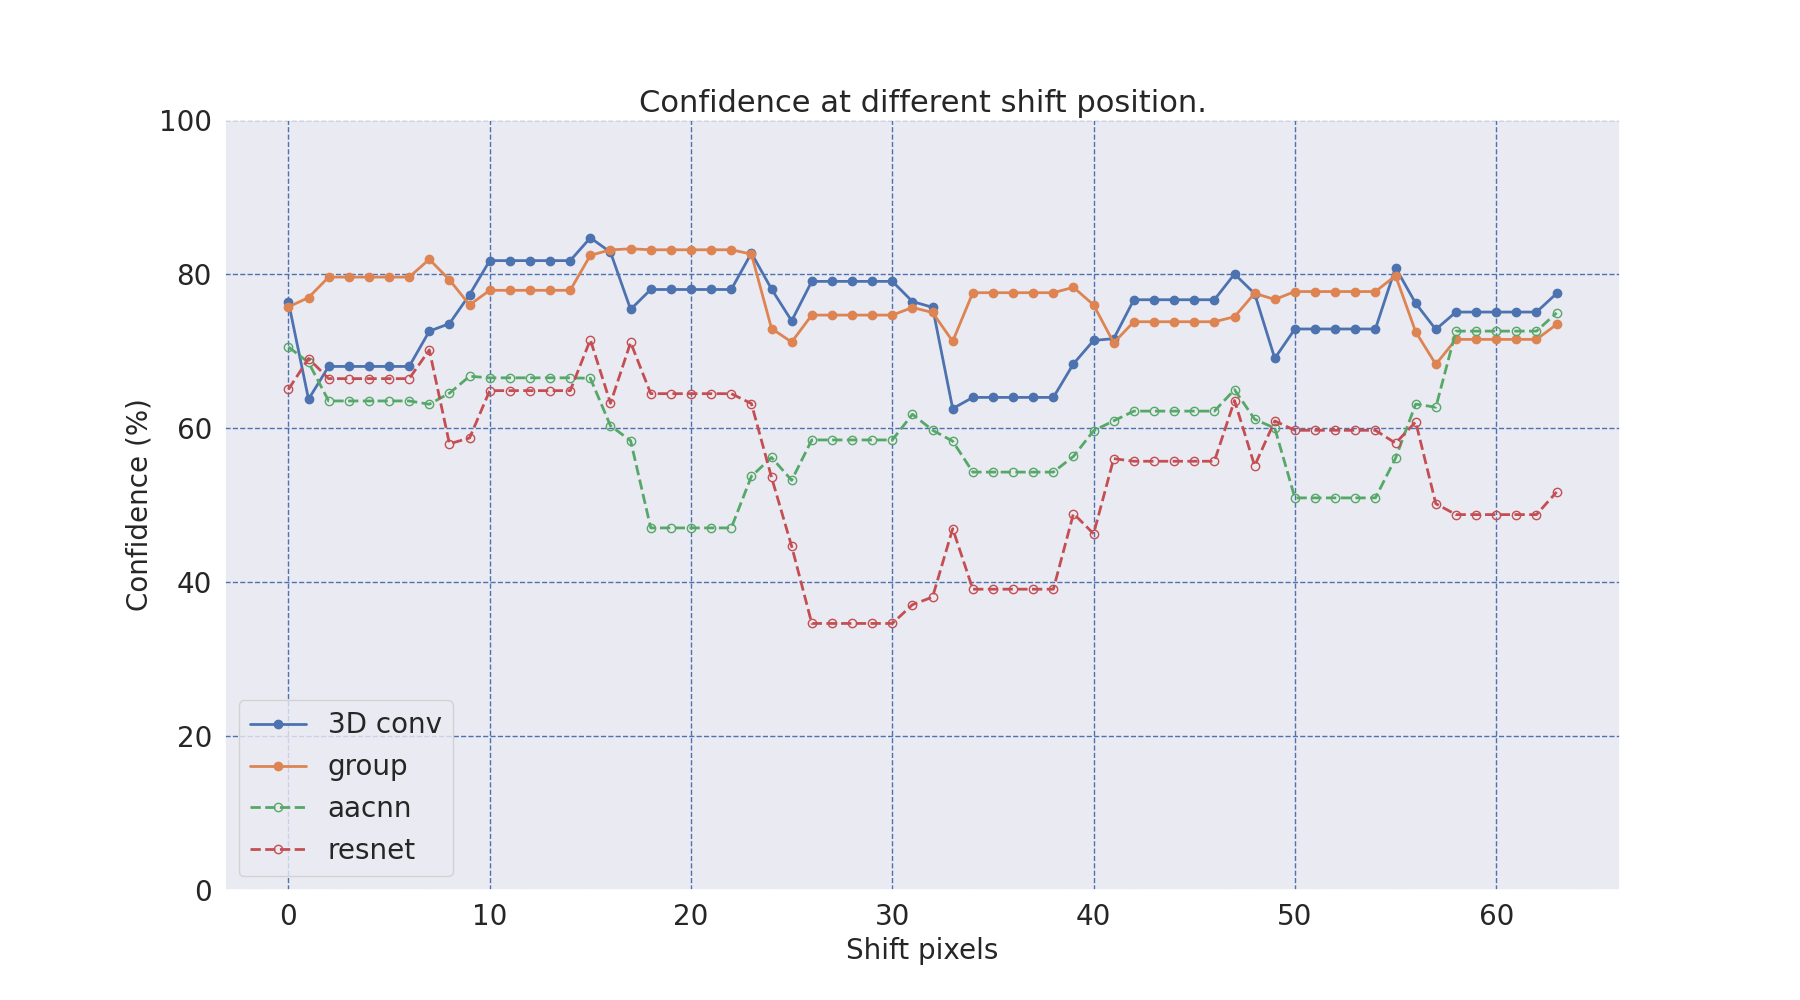 Confidence at different shift position.
100
80
60
40
20
0
Confidence (%)
3D conv
group
aacnn
resnet
0 10 20 30 40 50 60
Shift pixels